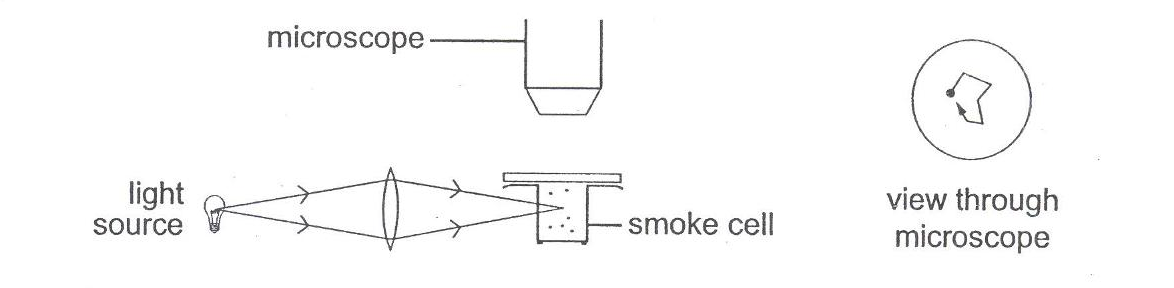 microscope
light
source
smoke cell
view through
microscope